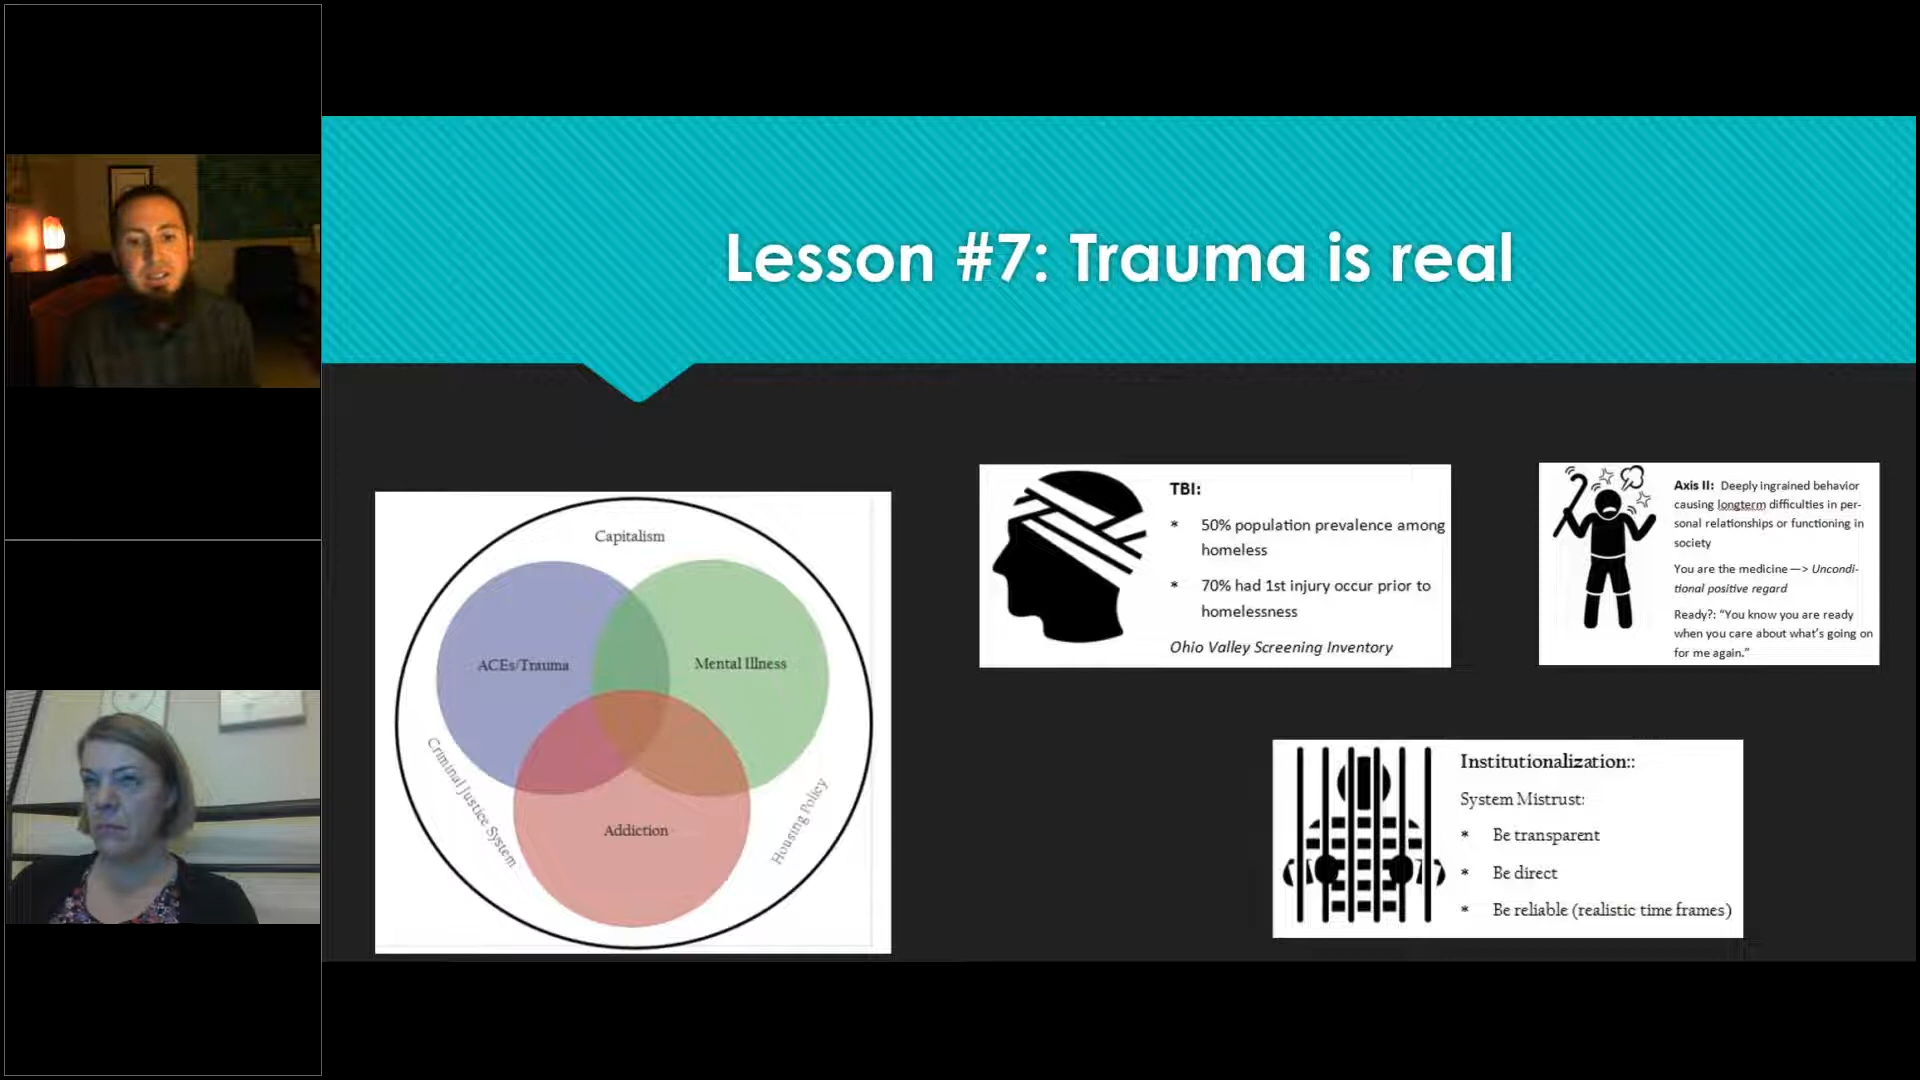 Lesson #7: Trauma is real
Capitalism
ACEs/Trauma
Mental Illness
Addiction
Criminal Justice System
Housing Policy
TBI:
* 50% population prevalence among
homeless
* 70% had 1st injury occur prior to
homelessness
Ohio Valley Screening Inventory
Axis II: Deeply ingrained behavior
causing longterm difficulties in per-
sonal relationships or functioning in
society
You are the medicine —> Uncondi-
tional positive regard
Ready?: “You know you are ready
when you care about what’s going on
for me again.”
Institutionalization::
System Mistrust:
* Be transparent
* Be direct
* Be reliable (realistic time frames)